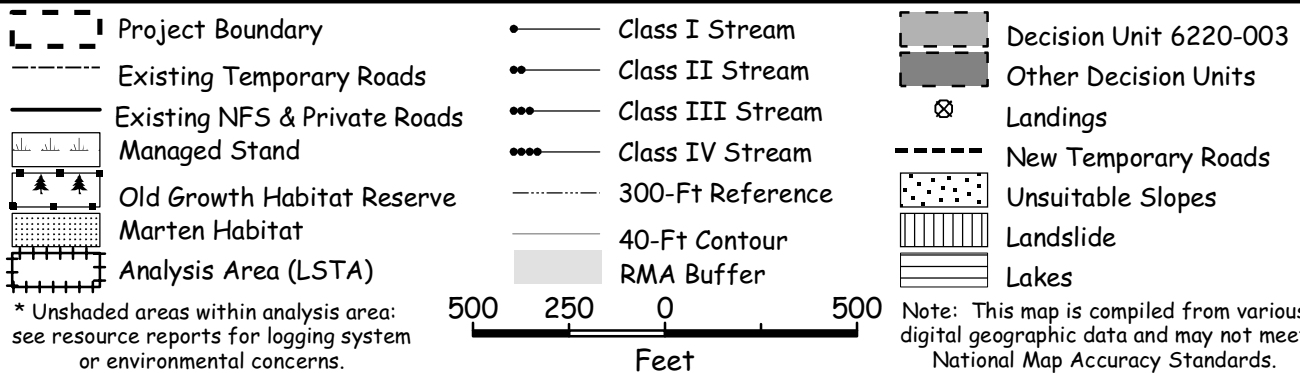 Project Boundary
Existing Temporary Roads
Existing NFS & Private Roads
Managed Stand
Old Growth Habitat Reserve
Marten Habitat
Analysis Area (LSTA)
* Unshaded areas within analysis area:
see resource reports for logging system
or environmental concerns.
Class I Stream
Class II Stream
Class III Stream
Class IV Stream
300-Ft Reference
40-Ft Contour
RMA Buffer
500 250 0 500
Feet
Decision Unit 6220-003
Other Decision Units
Landings
New Temporary Roads
Unsuitable Slopes
Landslide
Lakes
Note: This map is compiled from various
digital geographic data and may not meet
National Map Accuracy Standards.